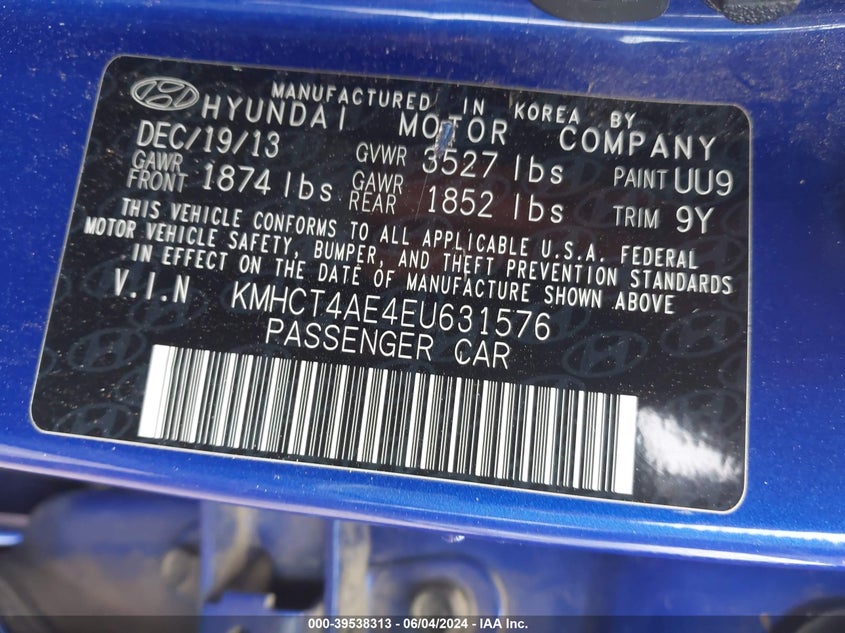 MANUFACTURED IN KOREA BY
HYUNDAI MOTOR COMPANY
DEC/19/13 GVWR 3527 lbs PAINT UU9
GAWR FRONT 1874 lbs GAWR REAR 1852 lbs TRIM 9Y
THIS VEHICLE CONFORMS TO ALL APPLICABLE U.S.A. FEDERAL
MOTOR VEHICLE SAFETY, BUMPER, AND THEFT PREVENTION STANDARDS
IN EFFECT ON THE DATE OF MANUFACTURE SHOWN ABOVE
V.I.N KMHCT4AE4EU631576
PASSENGER CAR
000-39538313 - 06/04/2024 - IAA Inc.